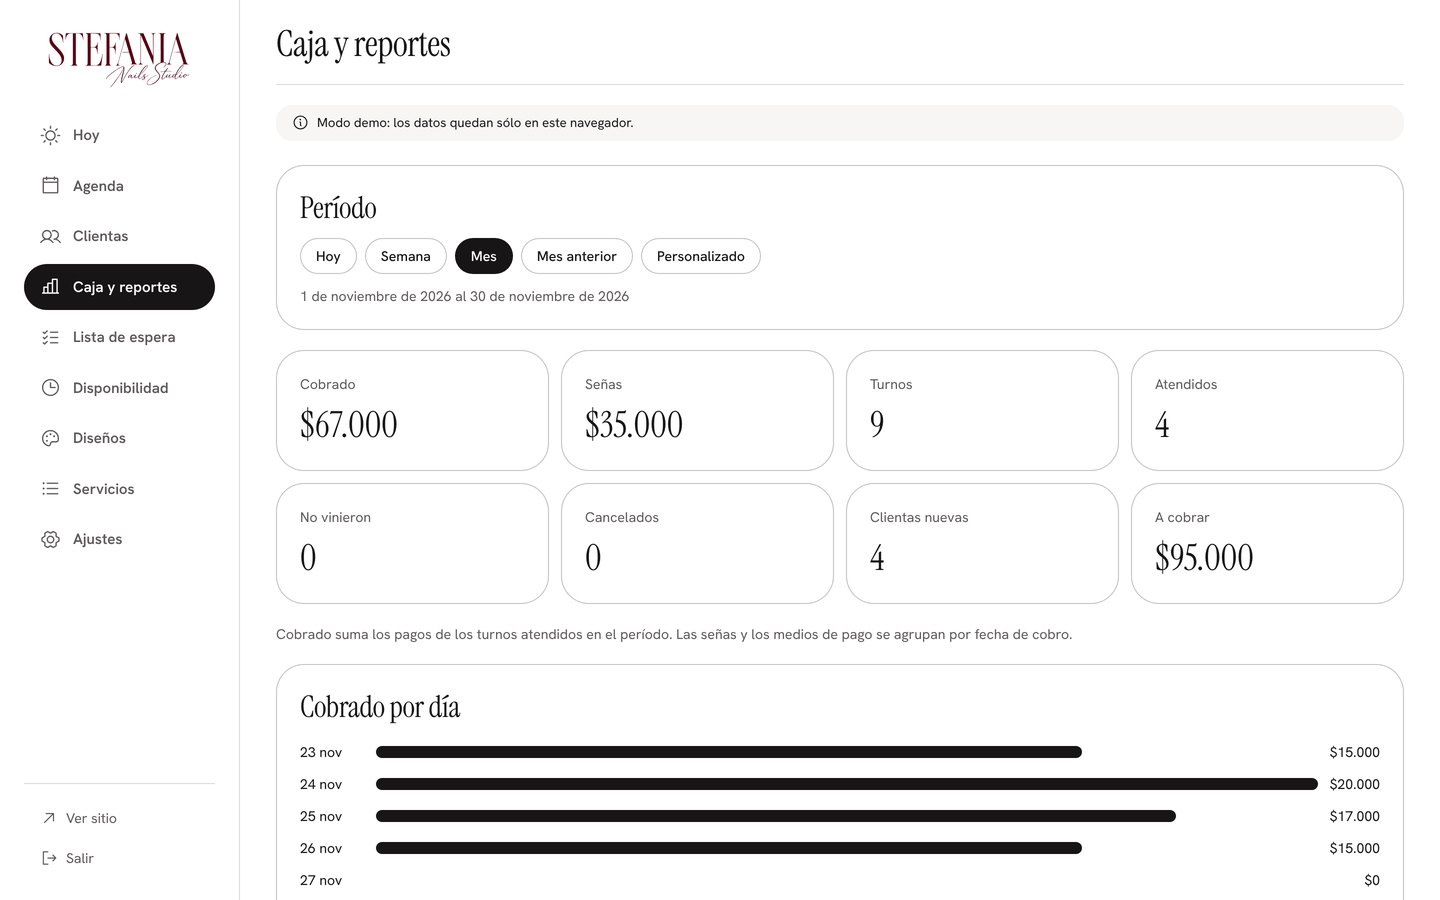 STEFANIA
Nails Studio
Hoy
Agenda
Clientas
Caja y reportes
Lista de espera
Disponibilidad
Diseños
Servicios
Ajustes
Ver sitio
Salir
Caja y reportes
Modo demo: los datos quedan sólo en este navegador.
Período
Hoy Semana Mes Mes anterior Personalizado
1 de noviembre de 2026 al 30 de noviembre de 2026
Cobrado
$67.000
Señas
$35.000
Turnos
9
Atendidos
4
No vinieron
0
Cancelados
0
Clientas nuevas
4
A cobrar
$95.000
Cobrado suma los pagos de los turnos atendidos en el período. Las señas y los medios de pago se agrupan por fecha de cobro.
Cobrado por día
23 nov $15.000
24 nov $20.000
25 nov $17.000
26 nov $15.000
27 nov $0